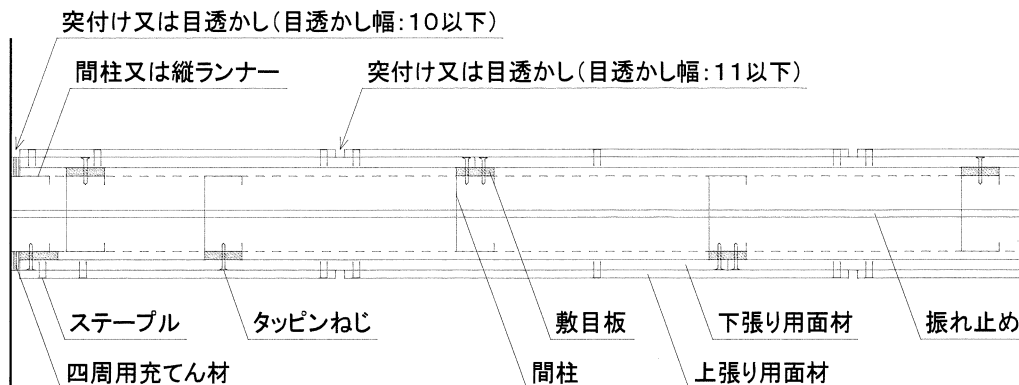 突付け又は目透かし(目透かし幅:10以下)
間柱又は縦ランナー
突付け又は目透かし(目透かし幅:11以下)
ステープル
タッピンねじ
敷目板
下張り用面材
振れ止め
四周用充てん材
間柱
上張り用面材